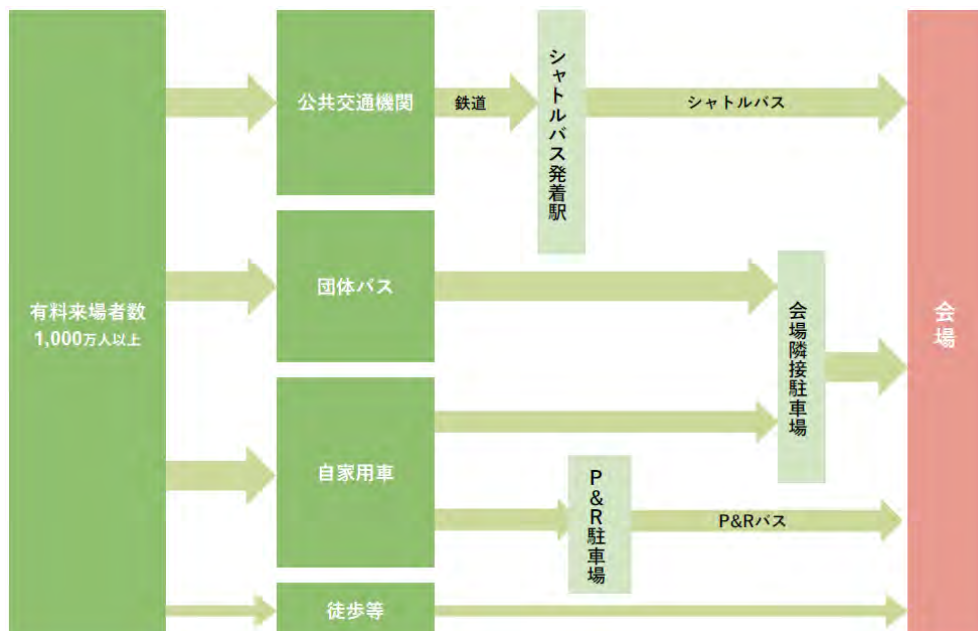 有料来場者数
1,000万人以上
公共交通機関
鉄道
シャトルバス発着駅
シャトルバス
団体バス
会場隣接駐車場
自家用車
P&R駐車場
P&Rバス
徒歩等
会場